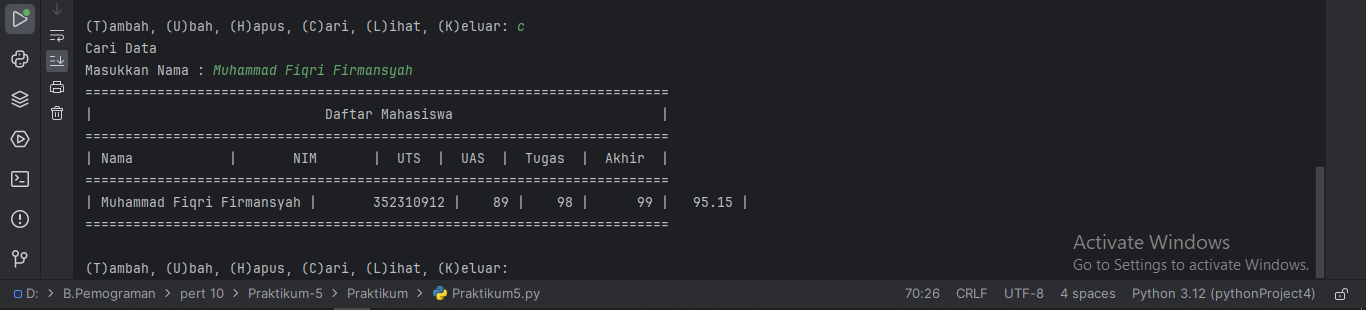 (T)ambah, (U)bah, (H)apus, (C)ari, (L)ihat, (K)eluar: c
Cari Data
Masukkan Nama : Muhammad Fiqri Firmansyah
=========================================================================
|                             Daftar Mahasiswa                          |
=========================================================================
| Nama            |       NIM       |  UTS  |  UAS  |  Tugas  |  Akhir  |
=========================================================================
| Muhammad Fiqri Firmansyah |       352310912 |    89 |    98 |      99 |   95.15 |
=========================================================================
(T)ambah, (U)bah, (H)apus, (C)ari, (L)ihat, (K)eluar:
Activate Windows
Go to Settings to activate Windows.
D: > B.Pemograman > pert 10 > Praktikum-5 > Praktikum > Praktikum5.py 70:26 CRLF UTF-8 4 spaces Python 3.12 (pythonProject4)